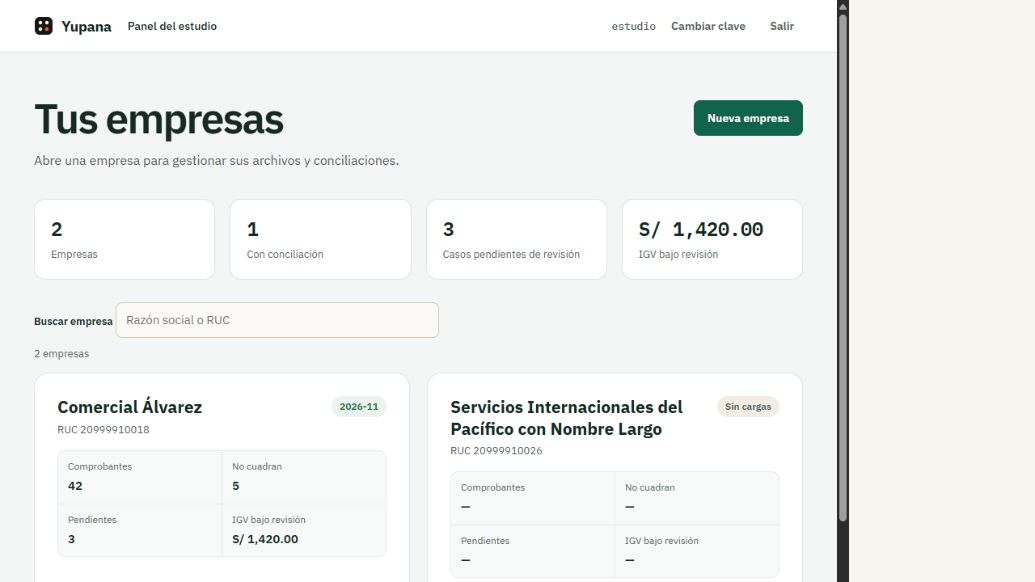 Yupana Panel del estudio estudio Cambiar clave Salir
Tus empresas
Nueva empresa
Abre una empresa para gestionar sus archivos y conciliaciones.
2
Empresas
1
Con conciliación
3
Casos pendientes de revisión
S/ 1,420.00
IGV bajo revisión
Buscar empresa Razón social o RUC
2 empresas
Comercial Álvarez 2026-11
RUC 20999910018
Comprobantes No cuadran
42 5
Pendientes IGV bajo revisión
3 S/ 1,420.00
Servicios Internacionales del Sin cargas
Pacífico con Nombre Largo
RUC 20999910026
Comprobantes No cuadran
— —
Pendientes IGV bajo revisión
— —